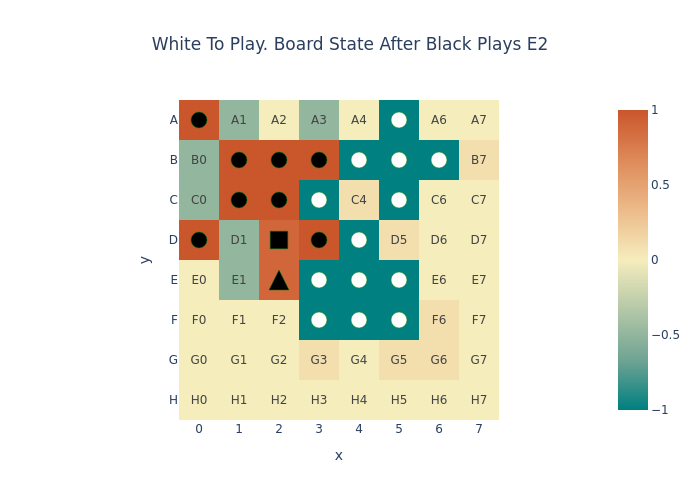 White To Play. Board State After Black Plays E2
A A1 A2 A3 A4 A6 A7
B B0 B7
C C0 C4 C6 C7
D D1 D5 D6 D7
E E0 E1 E6 E7
F F0 F1 F2 F6 F7
G G0 G1 G2 G3 G4 G5 G6 G7
H H0 H1 H2 H3 H4 H5 H6 H7
0 1 2 3 4 5 6 7
x
y
1
0.5
0
−0.5
−1